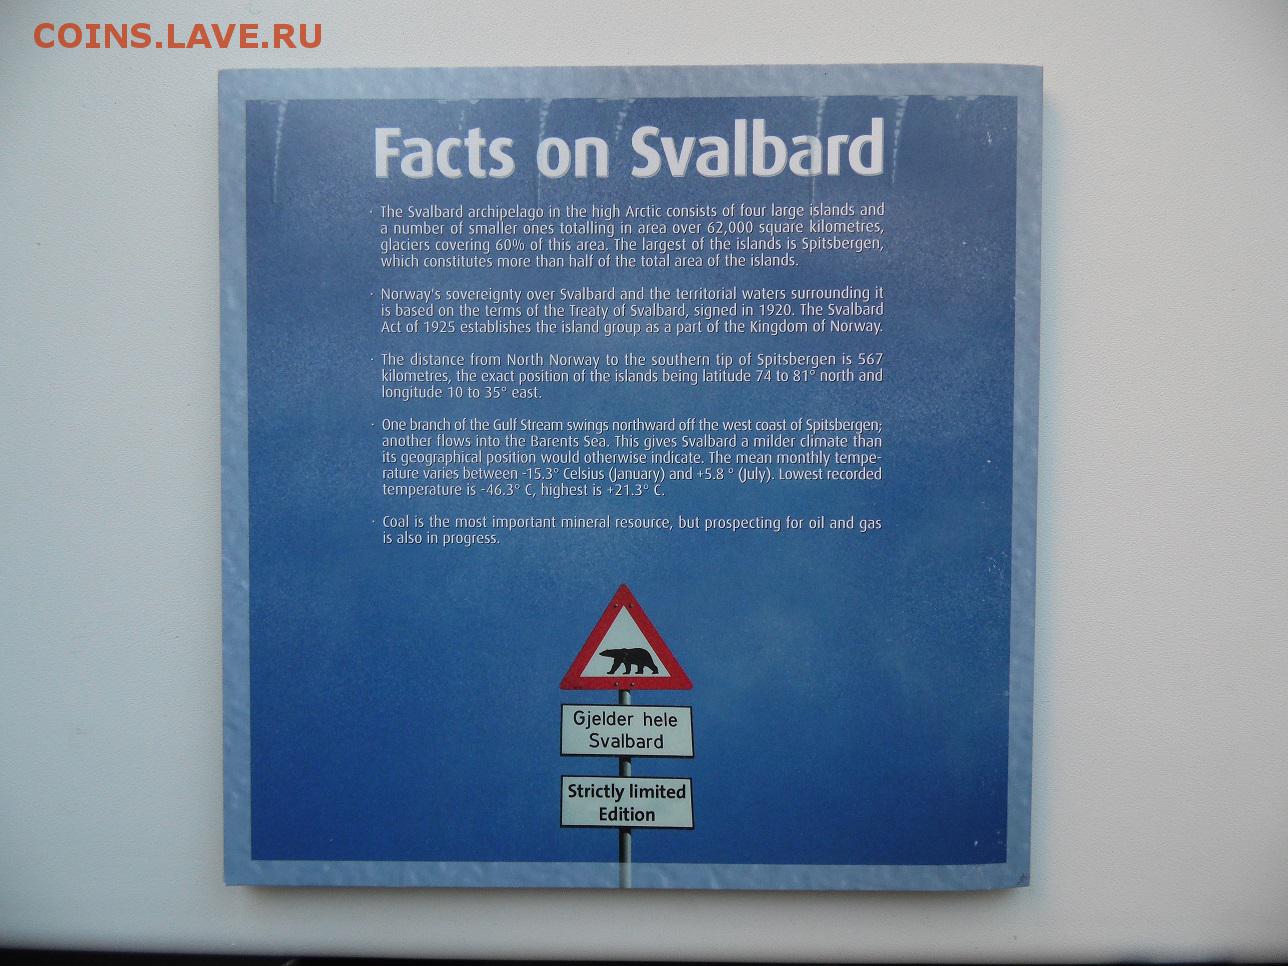 COINS.LAVE.RU
Facts on Svalbard
· The Svalbard archipelago in the high Arctic consists of four large islands and
a number of smaller ones totalling in area over 62,000 square kilometres,
glaciers covering 60% of this area. The largest of the islands is Spitsbergen,
which constitutes more than half of the total area of the islands.
· Norway's sovereignty over Svalbard and the territorial waters surrounding it
is based on the terms of the Treaty of Svalbard, signed in 1920. The Svalbard
Act of 1925 establishes the island group as a part of the Kingdom of Norway.
· The distance from North Norway to the southern tip of Spitsbergen is 567
kilometres, the exact position of the islands being latitude 74 to 81° north and
longitude 10 to 35° east.
· One branch of the Gulf Stream swings northward off the west coast of Spitsbergen;
another flows into the Barents Sea. This gives Svalbard a milder climate than
its geographical position would otherwise indicate. The mean monthly tempe-
rature varies between -15.3° Celsius (January) and +5.8 ° (July). Lowest recorded
temperature is -46.3° C, highest is +21.3° C.
· Coal is the most important mineral resource, but prospecting for oil and gas
is also in progress.
Gjelder hele
Svalbard
Strictly limited
Edition